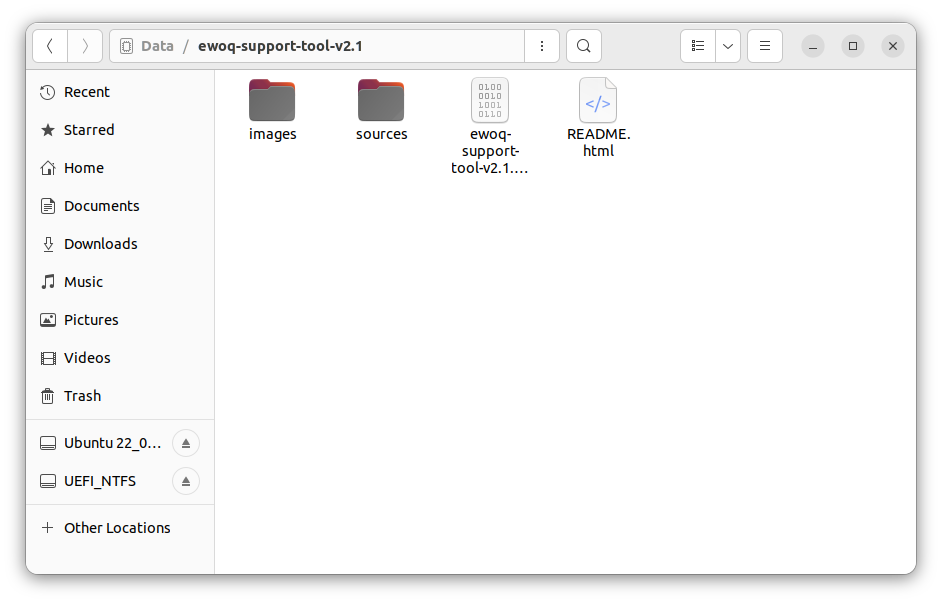 Data / ewoq-support-tool-v2.1
Recent
Starred
Home
Documents
Downloads
Music
Pictures
Videos
Trash
Ubuntu 22_0…
UEFI_NTFS
Other Locations
images
sources
0100
0010
1001
0110
ewoq-
support-
tool-v2.1.…
</>
README.
html